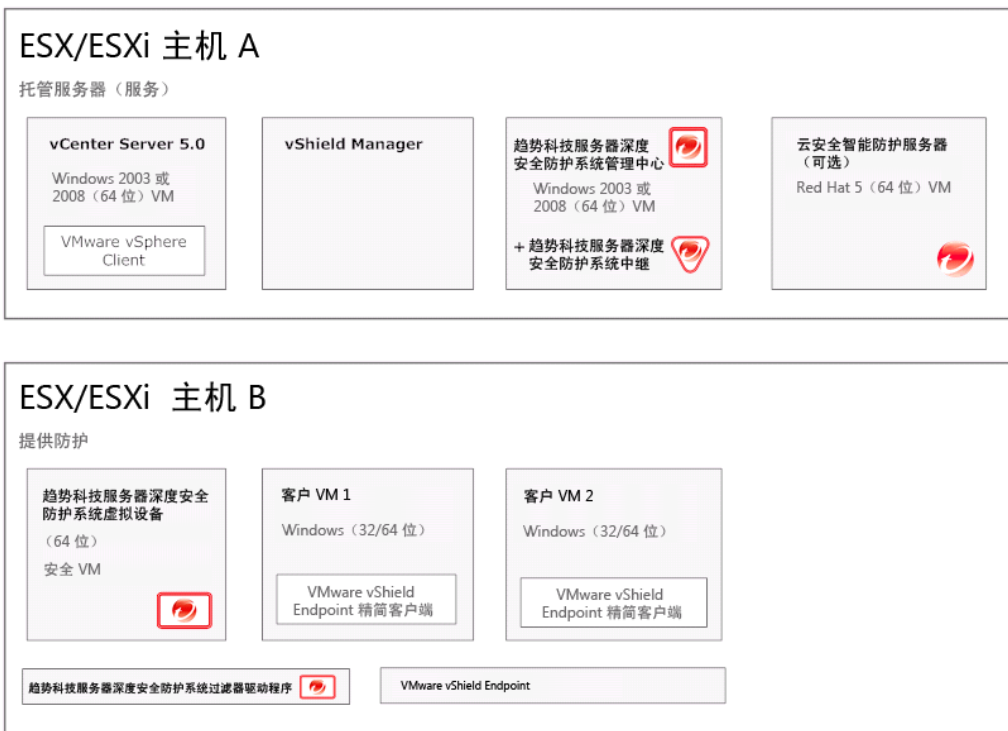 ESX/ESXi 主机 A
托管服务器（服务）
vCenter Server 5.0
Windows 2003 或
2008（64 位）VM
VMware vSphere
Client
vShield Manager
趋势科技服务器深度
安全防护系统管理中心
Windows 2003 或
2008（64 位）VM
+ 趋势科技服务器深度
安全防护系统中继
云安全智能防护服务器
（可选）
Red Hat 5（64 位）VM
ESX/ESXi 主机 B
提供防护
趋势科技服务器深度安全
防护系统虚拟设备
（64 位）
安全 VM
客户 VM 1
Windows（32/64 位）
VMware vShield
Endpoint 精简客户端
客户 VM 2
Windows（32/64 位）
VMware vShield
Endpoint 精简客户端
趋势科技服务器深度安全防护系统过滤器驱动程序
VMware vShield Endpoint